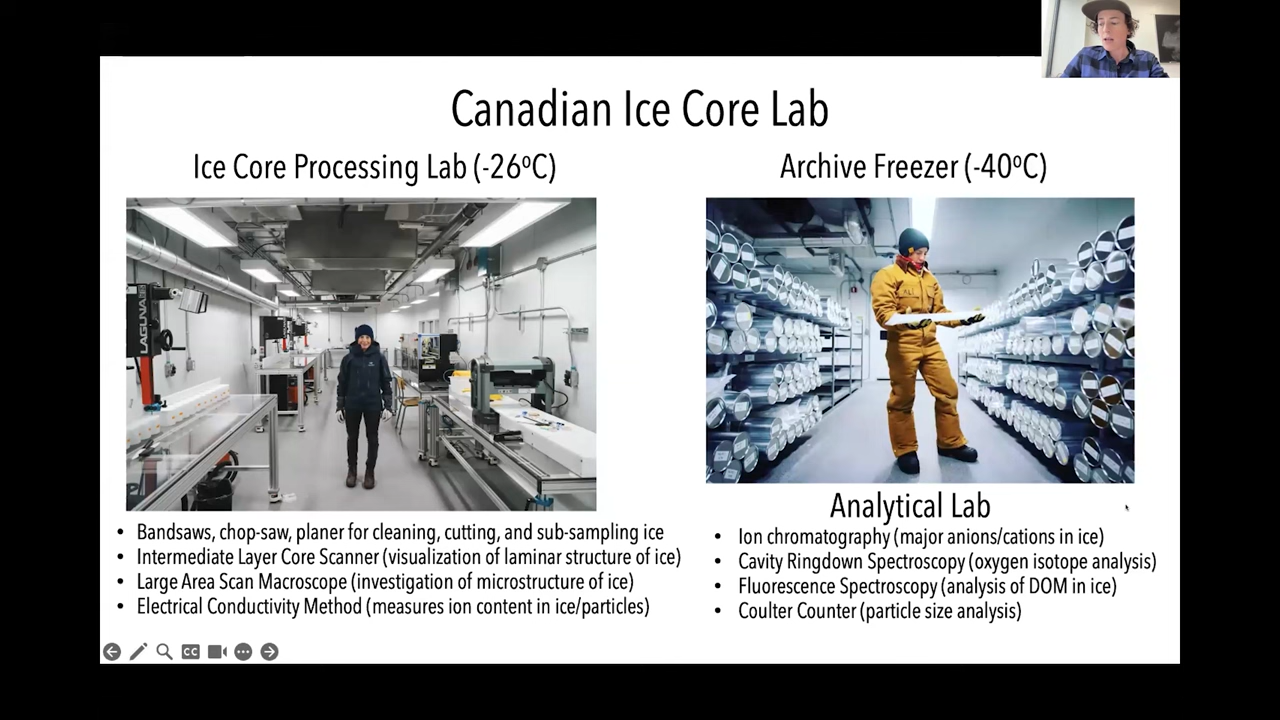 Canadian Ice Core Lab
Ice Core Processing Lab (-26ºC)
LAGUNA
• Bandsaws, chop-saw, planer for cleaning, cutting, and sub-sampling ice
• Intermediate Layer Core Scanner (visualization of laminar structure of ice)
• Large Area Scan Macroscope (investigation of microstructure of ice)
• Electrical Conductivity Method (measures ion content in ice/particles)
Archive Freezer (-40ºC)
Analytical Lab
• Ion chromatography (major anions/cations in ice)
• Cavity Ringdown Spectroscopy (oxygen isotope analysis)
• Fluorescence Spectroscopy (analysis of DOM in ice)
• Coulter Counter (particle size analysis)
CC